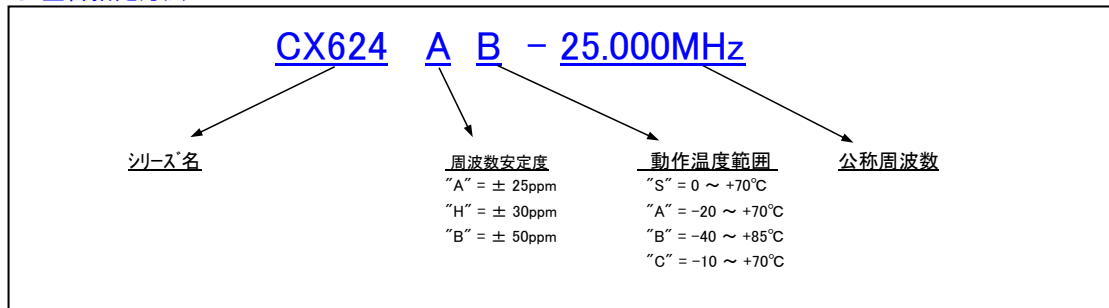 CX624 A B - 25.000MHz
ｼﾘｰｽﾞ名
周波数安定度
"A" = ± 25ppm
"H" = ± 30ppm
"B" = ± 50ppm
動作温度範囲
"S" = 0 ～ +70℃
"A" = -20 ～ +70℃
"B" = -40 ～ +85℃
"C" = -10 ～ +70℃
公称周波数